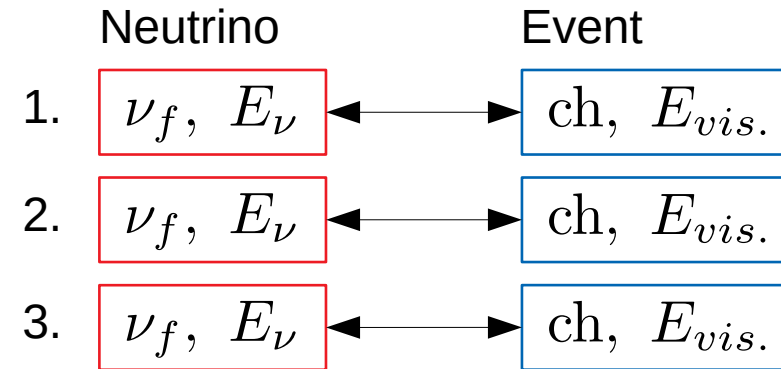 Neutrino Event
1. ν_f, E_ν ch, E_vis.
2. ν_f, E_ν ch, E_vis.
3. ν_f, E_ν ch, E_vis.